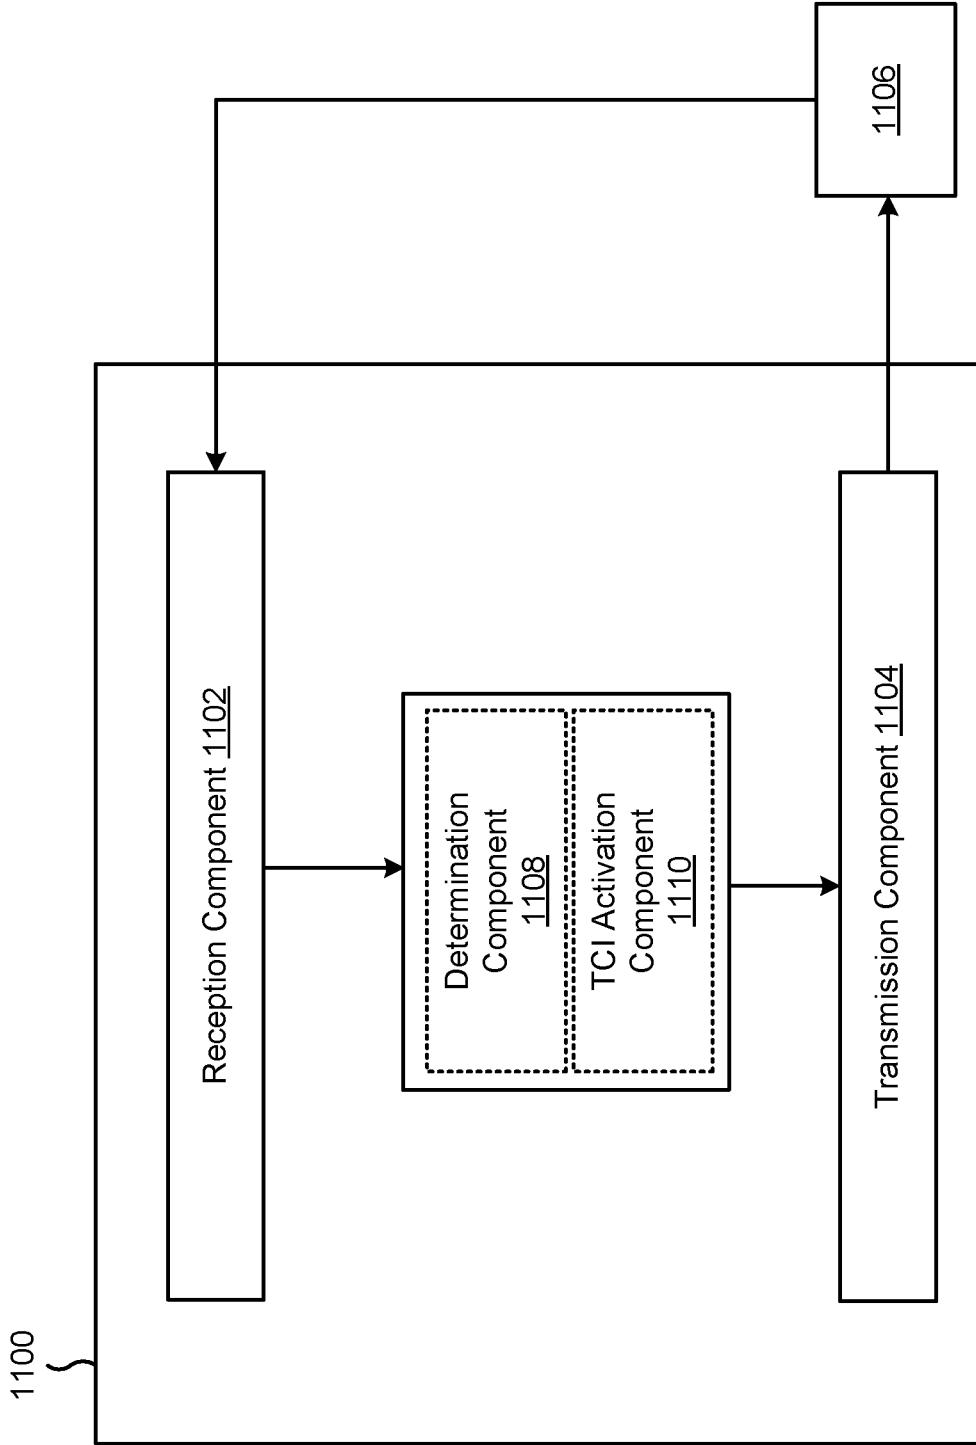 1100
Reception Component 1102
Determination
Component
1108
TCI Activation
Component
1110
Transmission Component 1104
1106